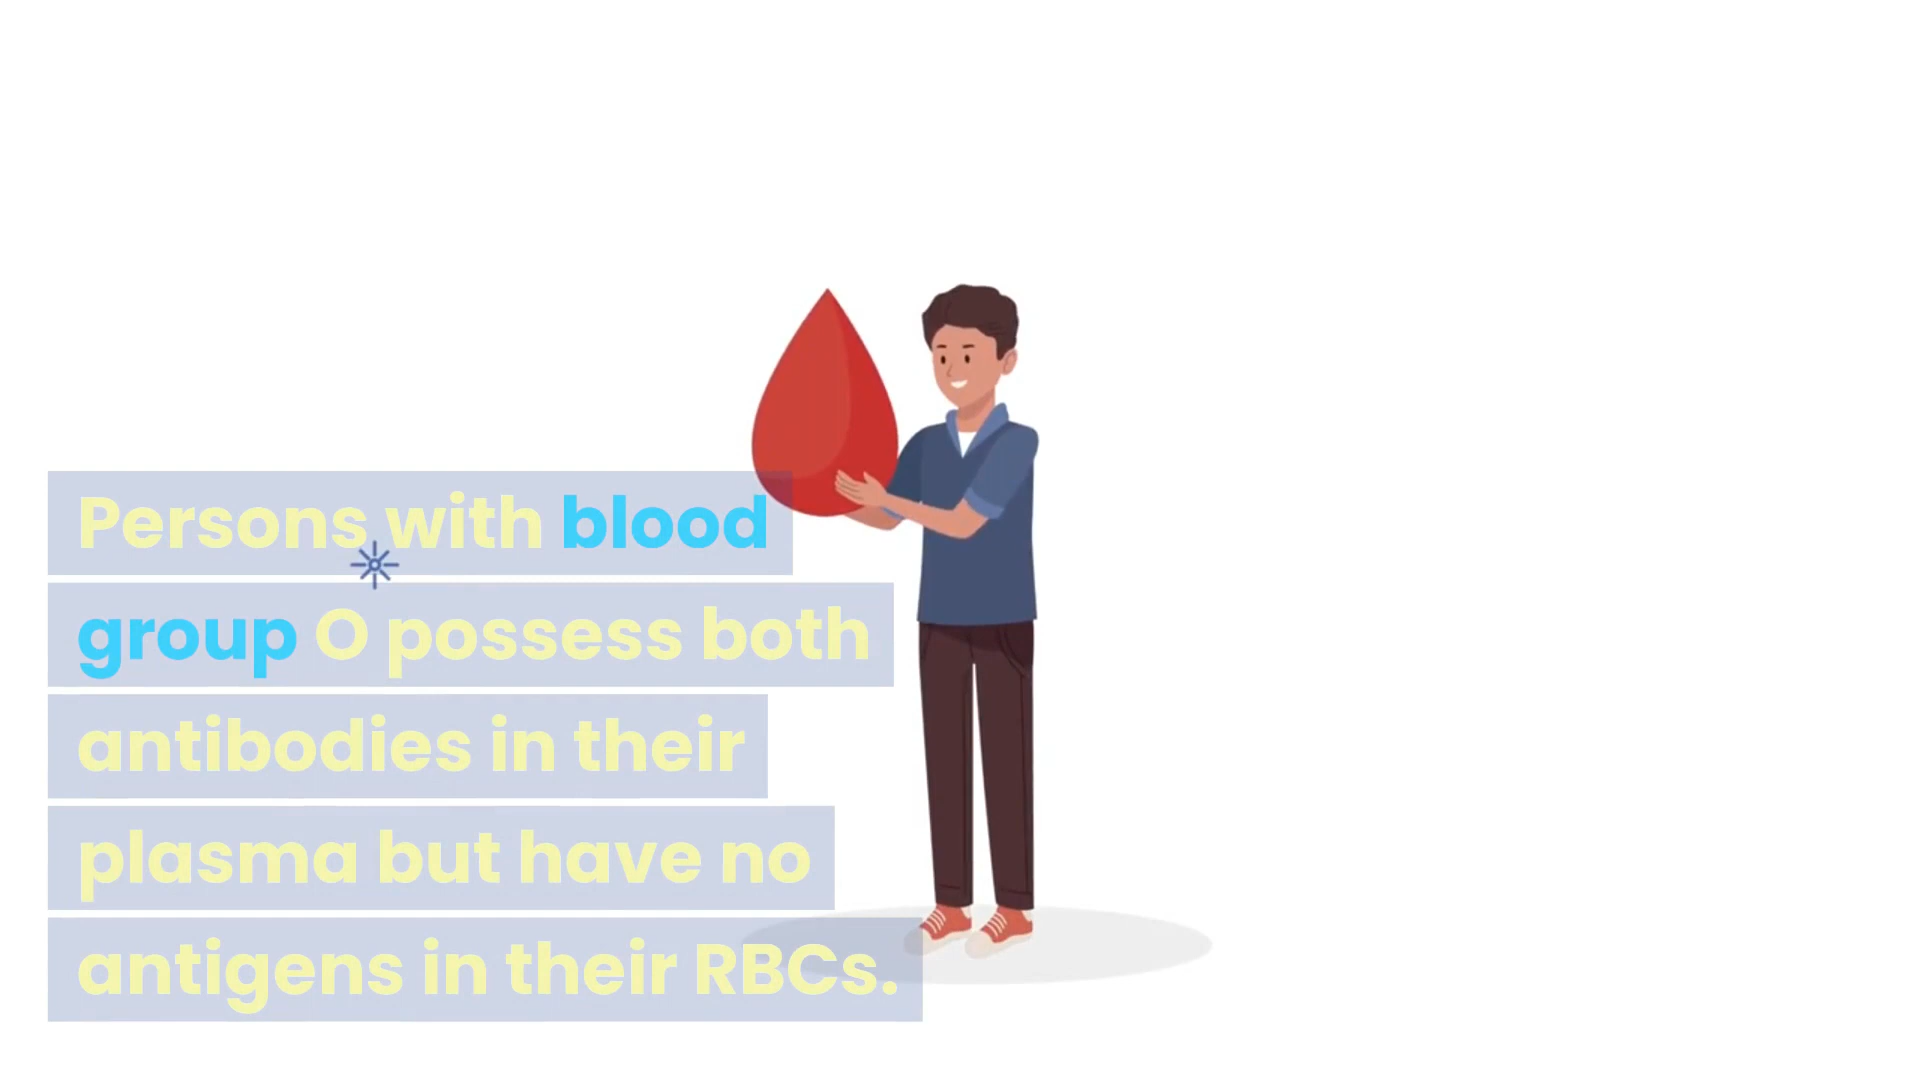 Persons with blood
group O possess both
antibodies in their
plasma but have no
antigens in their RBCs.